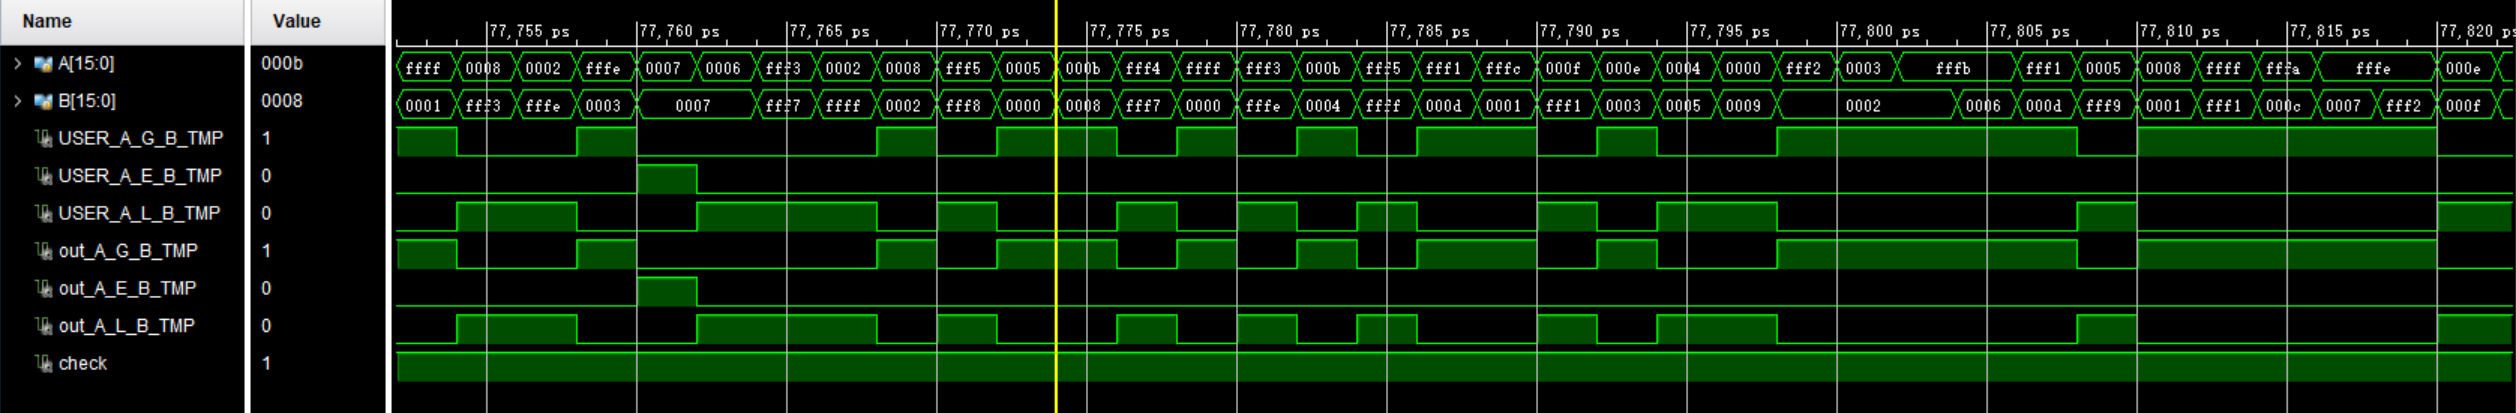 Name Value
77,755 ps 77,760 ps 77,765 ps 77,770 ps 77,775 ps 77,780 ps 77,785 ps 77,790 ps 77,795 ps 77,800 ps 77,805 ps 77,810 ps 77,815 ps 77,820 ps
A[15:0] 000b ffff 0008 0002 fffe 0007 0006 fff3 0002 0008 fff5 0005 000b fff4 ffff fff3 000b fff5 fff1 fffc 000f 000e 0004 0000 fff2 0003 fffb fff1 0005 0008 ffff fffa fffe 000e
B[15:0] 0008 0001 fff3 fffe 0003 0007 fff7 ffff 0002 fff8 0000 0008 fff7 0000 fffe 0004 ffff 000d 0001 fff1 0003 0005 0009 0002 0006 000d fff9 0001 fff1 000c 0007 fff2 000f
USER_A_G_B_TMP 1
USER_A_E_B_TMP 0
USER_A_L_B_TMP 0
out_A_G_B_TMP 1
out_A_E_B_TMP 0
out_A_L_B_TMP 0
check 1